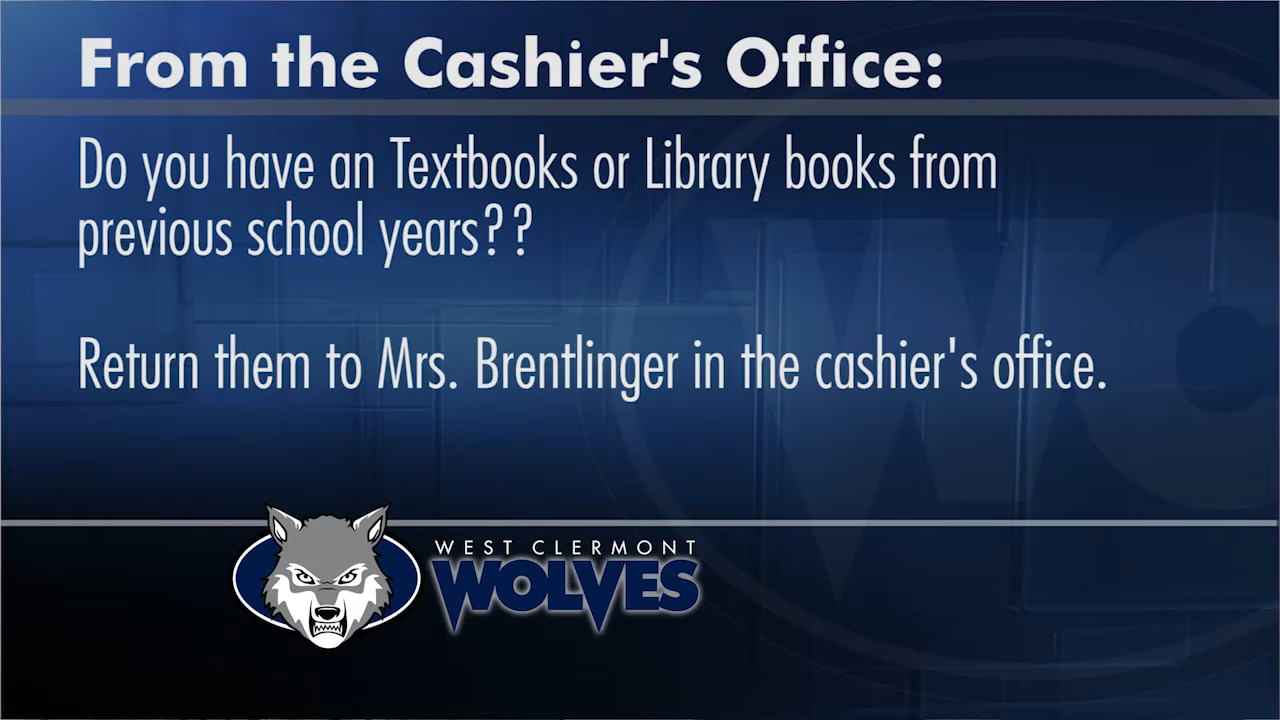 From the Cashier's Office:
Do you have an Textbooks or Library books from
previous school years??
Return them to Mrs. Brentlinger in the cashier's office.
WEST CLERMONT
WOLVES
WC